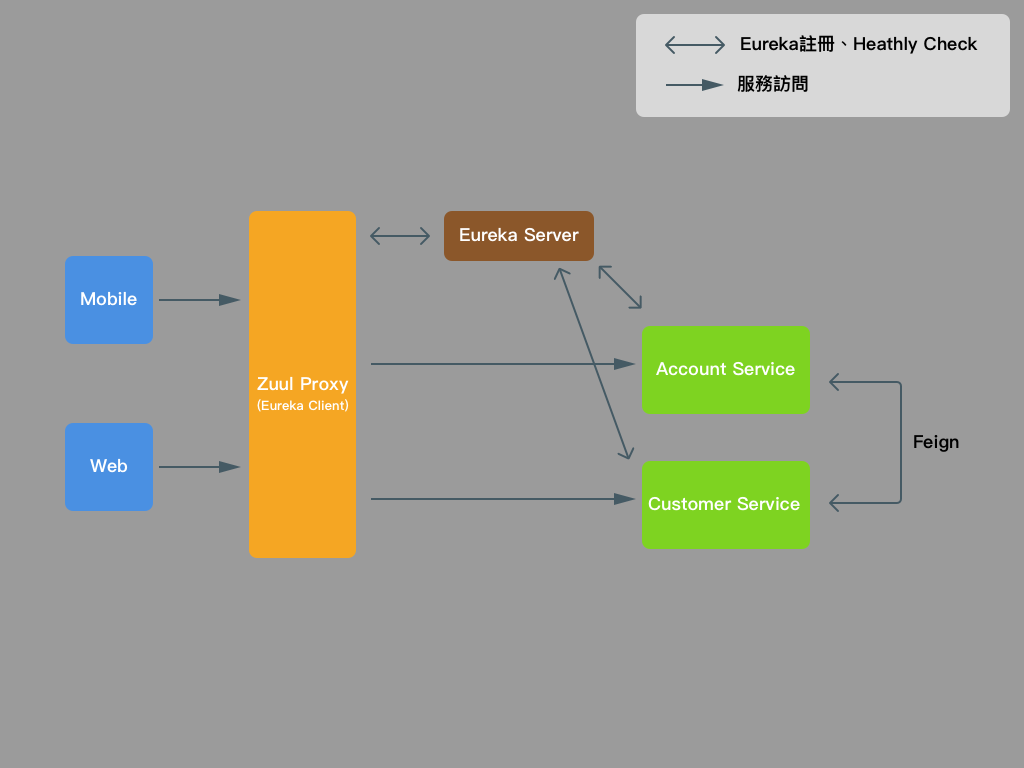 Eureka註冊、Heathly Check
服務訪問
Eureka Server
Mobile
Account Service
Zuul Proxy
(Eureka Client)
Feign
Web
Customer Service